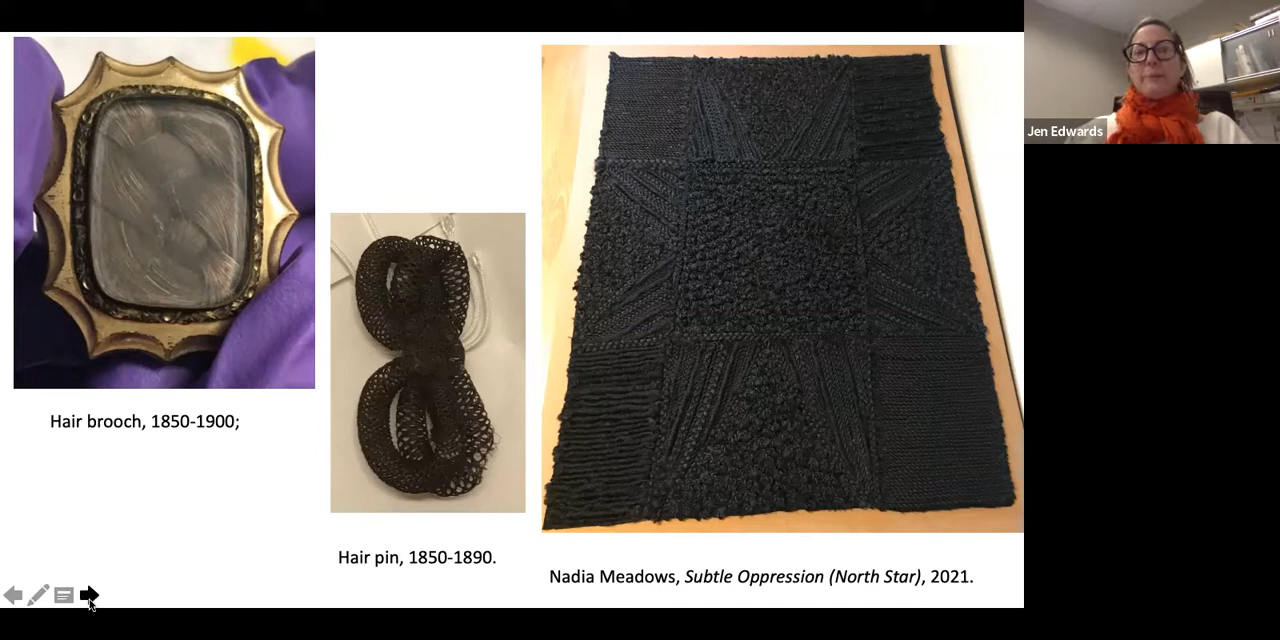 Jen Edwards
Hair brooch, 1850-1900;
Hair pin, 1850-1890.
Nadia Meadows, Subtle Oppression (North Star), 2021.